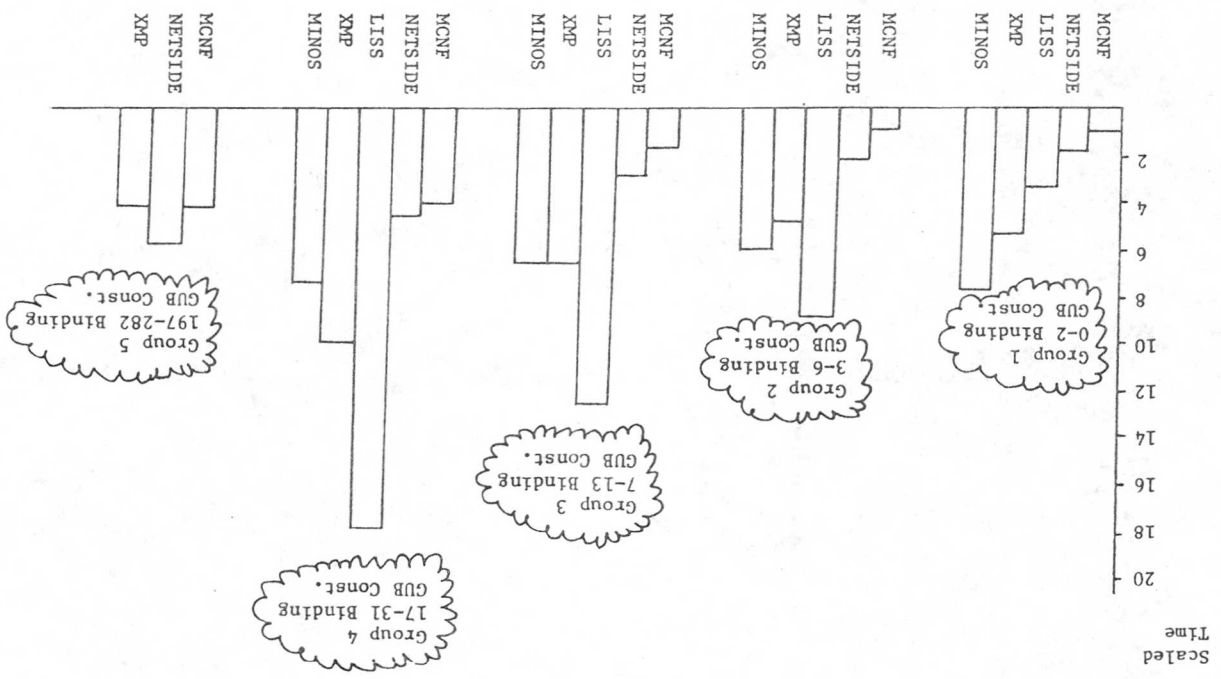 Scaled
Time
20
18
16
14
12
10
8
6
4
2
Group 1
0-2 Binding
GUB Const
Group 2
3-6 Binding
GUB Const.
Group 3
7-13 Binding
GUB Const.
Group 4
17-31 Binding
GUB Const.
Group 5
197-282 Binding
GUB Const.
MCNF
NETSIDE
LISS
XMP
MINOS
MCNF
NETSIDE
LISS
XMP
MINOS
MCNF
NETSIDE
LISS
XMP
MINOS
MCNF
NETSIDE
LISS
XMP
MINOS
MCNF
NETSIDE
XMP